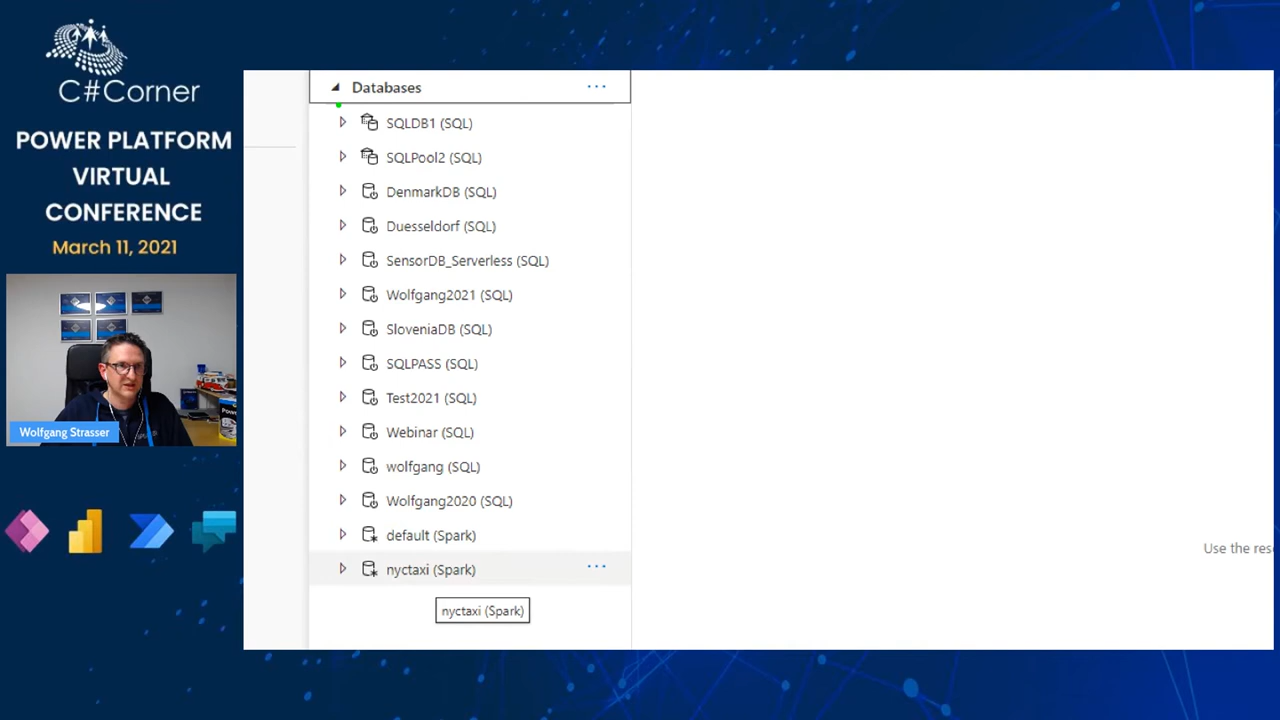 C#Corner
POWER PLATFORM
VIRTUAL
CONFERENCE
March 11, 2021
Wolfgang Strasser
Databases
SQLDB1 (SQL)
SQLPool2 (SQL)
DenmarkDB (SQL)
Duesseldorf (SQL)
SensorDB_Serverless (SQL)
Wolfgang2021 (SQL)
SloveniaDB (SQL)
SQLPASS (SQL)
Test2021 (SQL)
Webinar (SQL)
wolfgang (SQL)
Wolfgang2020 (SQL)
default (Spark)
nyctaxi (Spark)
nyctaxi (Spark)
Use the res